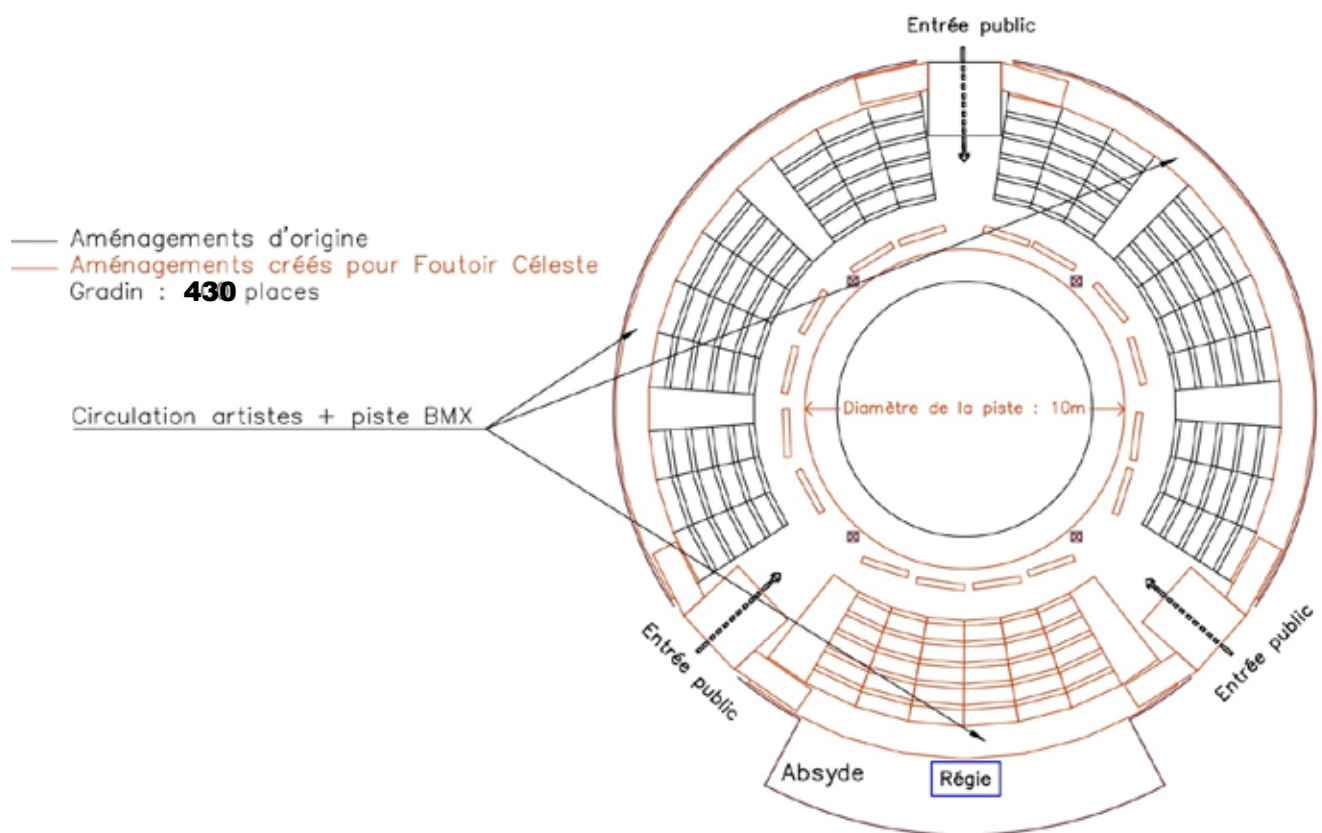 Entrée public
Aménagements d'origine
Aménagements créés pour Foutoir Céleste
Gradin : 430 places
Circulation artistes + piste BMX
Diamètre de la piste : 10m
Entrée public
Entrée public
Absyde
Régie